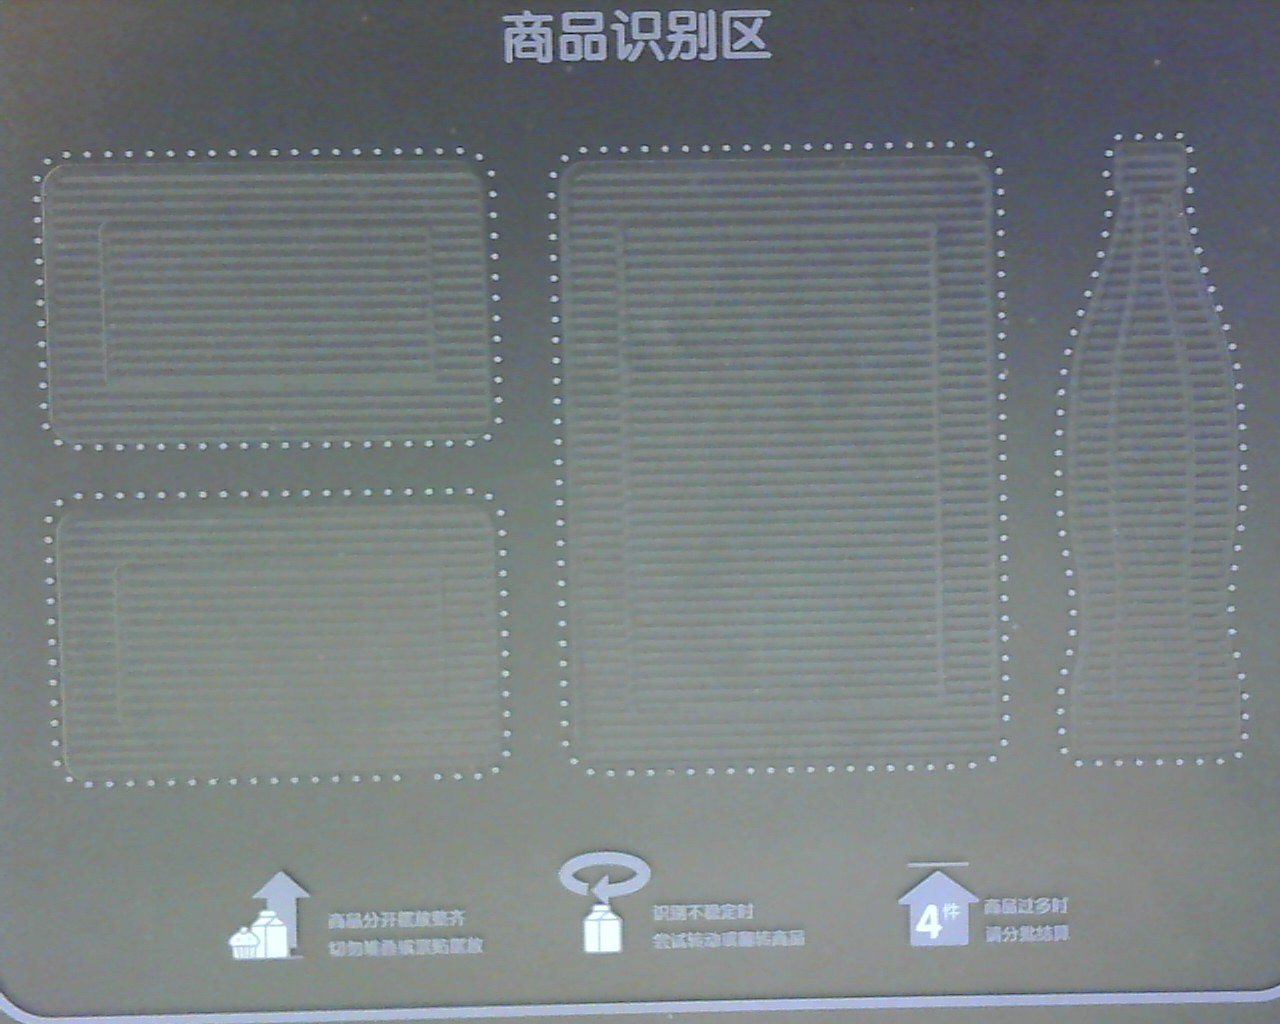 商品识别区
商品分开摆放整齐
切勿堆叠或紧贴摆放
识别不稳定时
尝试转动或翻转商品
4件
商品过多时
请分批结算